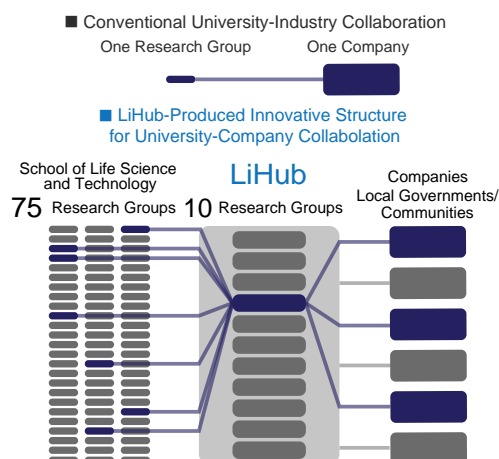 ■ Conventional University-Industry Collaboration
One Research Group One Company
■ LiHub-Produced Innovative Structure
for University-Company Collabolation
School of Life Science
and Technology
75 Research Groups
LiHub
10 Research Groups
Companies
Local Governments/
Communities